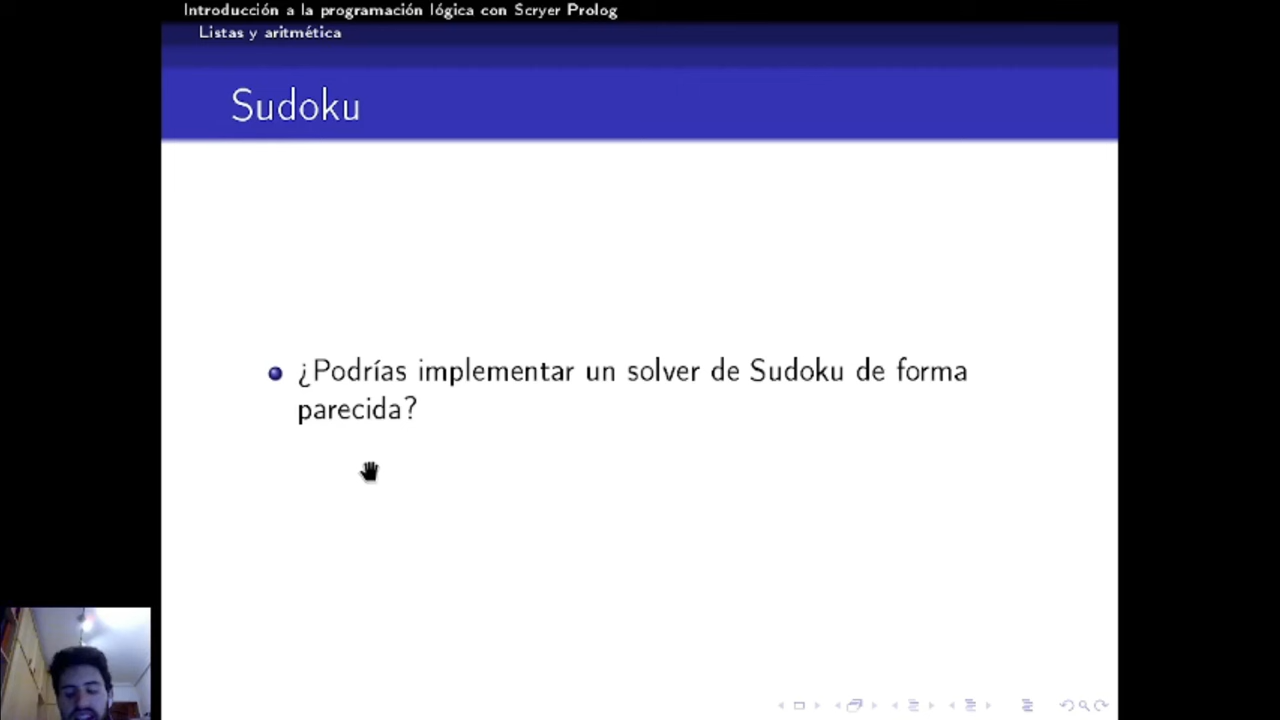 Introducción a la programación lógica con Scryer Prolog
Listas y aritmética
Sudoku
¿Podrías implementar un solver de Sudoku de forma
parecida?